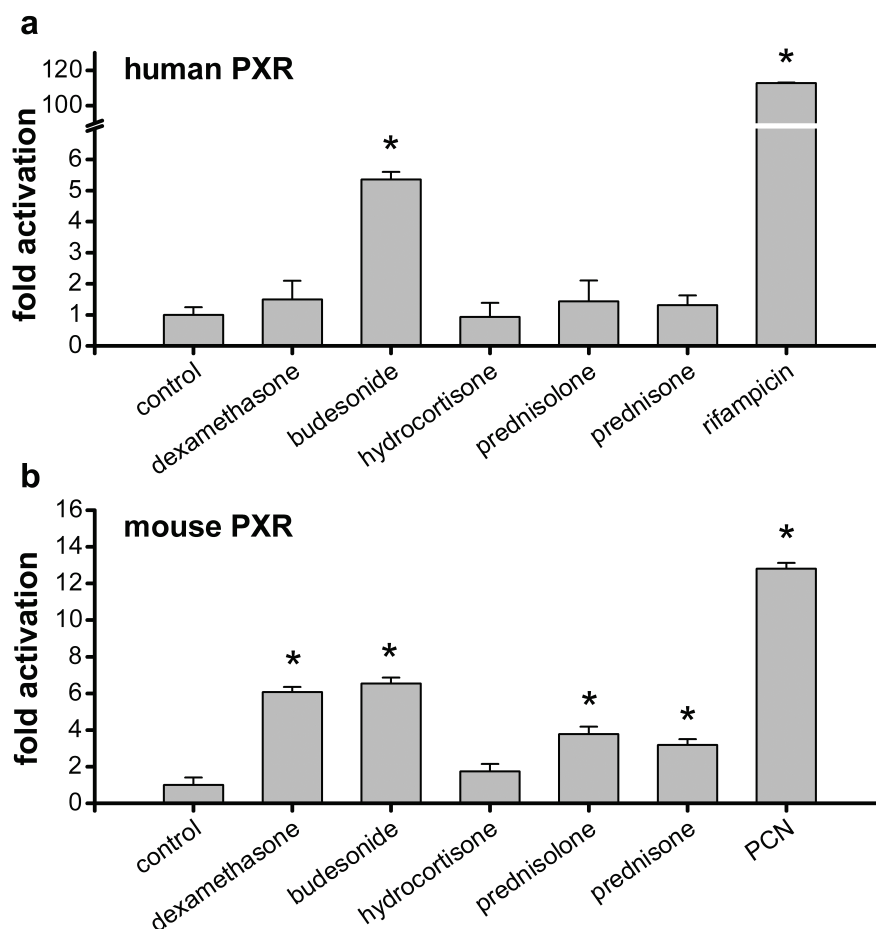 a
human PXR
fold activation
120
100
6
5
4
3
2
1
0
*
*
control
dexamethasone
budesonide
hydrocortisone
prednisolone
prednisone
rifampicin
b
mouse PXR
fold activation
16
14
12
10
8
6
4
2
0
*
*
*
*
*
control
dexamethasone
budesonide
hydrocortisone
prednisolone
prednisone
PCN